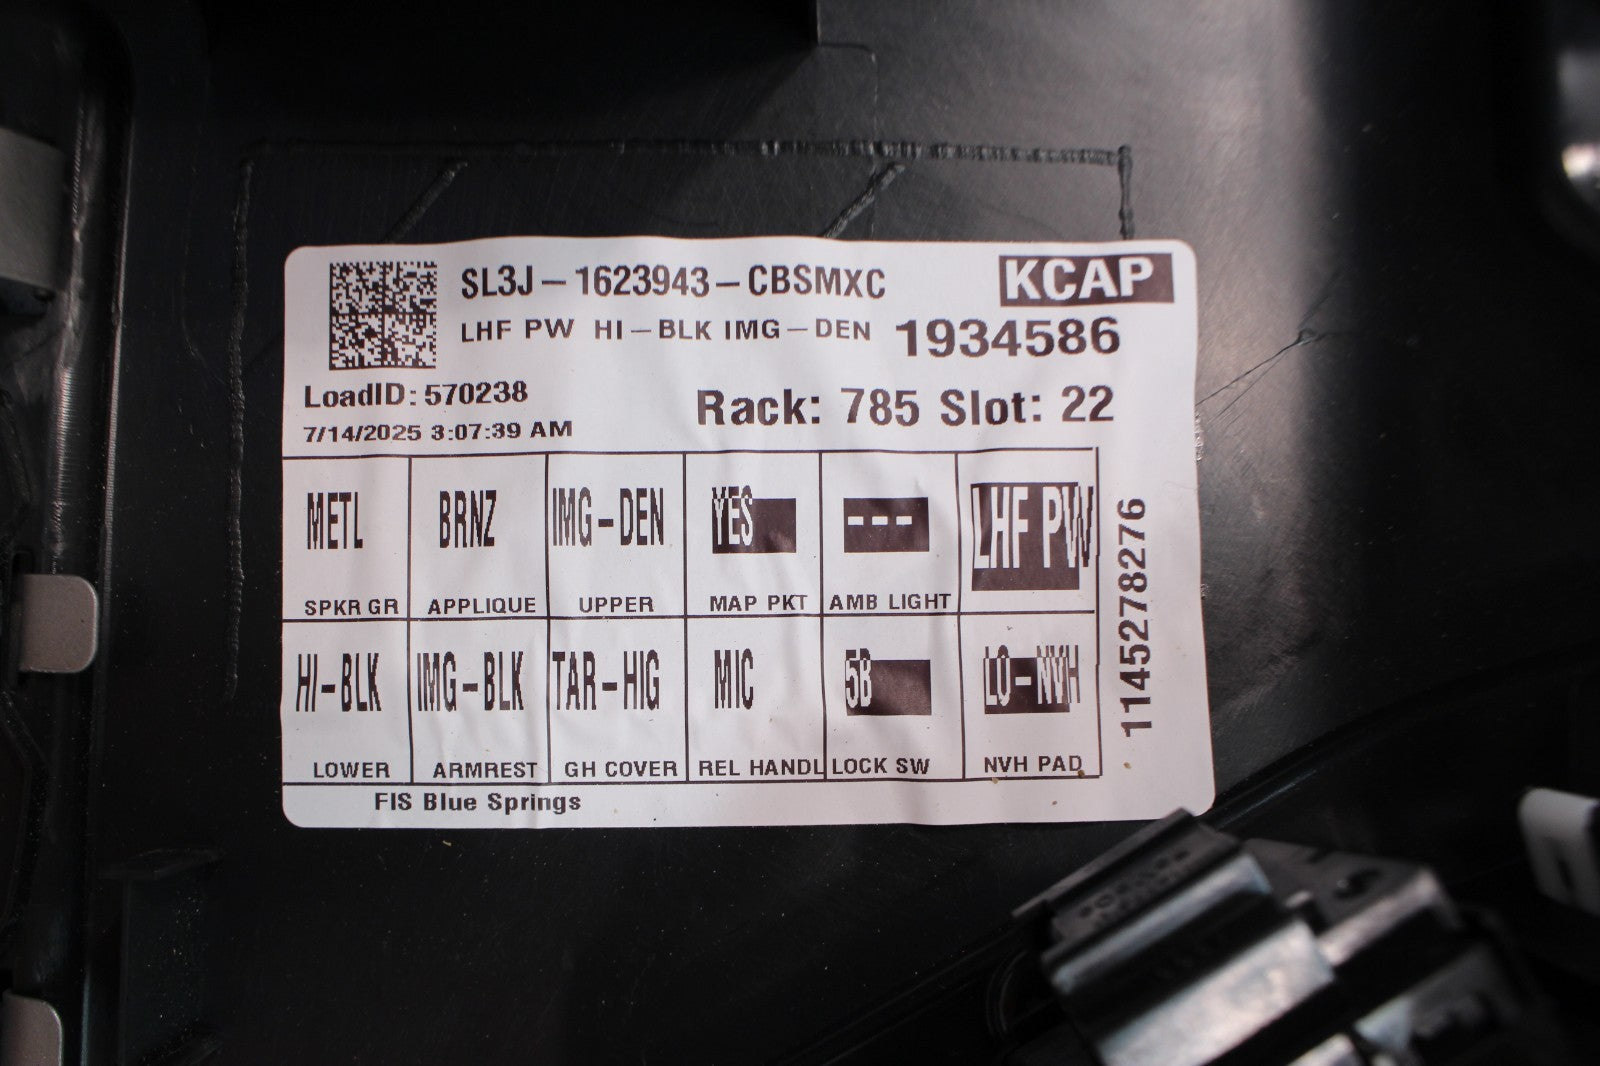 SL3J-1623943-CBSMXC
KCAP
LHF PW HI-BLK IMG-DEN
1934586
LoadID: 570238
Rack: 785 Slot: 22
7/14/2025 3:07:39 AM
METL BRNZ IMG-DEN YES --- LHF PW
SPKR GR APPLIQUE UPPER MAP PKT AMB LIGHT
HI-BLK IMG-BLK TAR-HIG MIC 5B LO-NVH
LOWER ARMREST GH COVER REL HANDL LOCK SW NVH PAD
1145278276
FIS Blue Springs